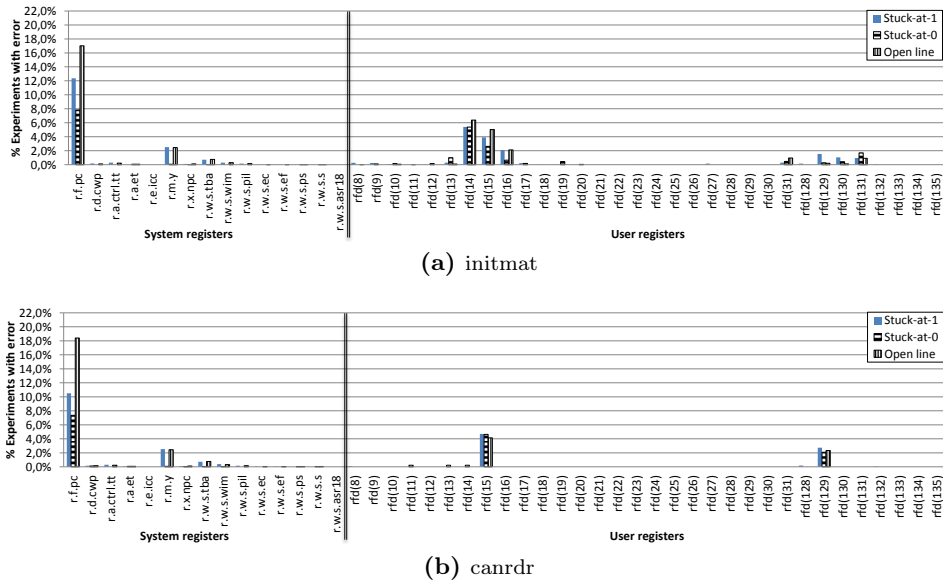 22,0%
20,0%
18,0%
16,0%
14,0%
12,0%
10,0%
8,0%
6,0%
4,0%
2,0%
0,0%
% Experiments with error
Stuck-at-1
Stuck-at-0
Open line
r.f.pc
r.d.cwp
r.a.ctrl.tt
r.a.et
r.e.icc
r.m.y
r.x.npc
r.w.s.tba
r.w.s.wim
r.w.s.pil
r.w.s.ec
r.w.s.ef
r.w.s.ps
r.w.s.s
r.w.s.asr18
rfd(8)
rfd(9)
rfd(10)
rfd(11)
rfd(12)
rfd(13)
rfd(14)
rfd(15)
rfd(16)
rfd(17)
rfd(18)
rfd(19)
rfd(20)
rfd(21)
rfd(22)
rfd(23)
rfd(24)
rfd(25)
rfd(26)
rfd(27)
rfd(28)
rfd(29)
rfd(30)
rfd(31)
rfd(128)
rfd(129)
rfd(130)
rfd(131)
rfd(132)
rfd(133)
rfd(134)
rfd(135)
System registers
User registers
(a) initmat
22,0%
20,0%
18,0%
16,0%
14,0%
12,0%
10,0%
8,0%
6,0%
4,0%
2,0%
0,0%
% Experiments with error
Stuck-at-1
Stuck-at-0
Open line
r.f.pc
r.d.cwp
r.a.ctrl.tt
r.a.et
r.e.icc
r.m.y
r.x.npc
r.w.s.tba
r.w.s.wim
r.w.s.pil
r.w.s.ec
r.w.s.ef
r.w.s.ps
r.w.s.s
r.w.s.asr18
rfd(8)
rfd(9)
rfd(10)
rfd(11)
rfd(12)
rfd(13)
rfd(14)
rfd(15)
rfd(16)
rfd(17)
rfd(18)
rfd(19)
rfd(20)
rfd(21)
rfd(22)
rfd(23)
rfd(24)
rfd(25)
rfd(26)
rfd(27)
rfd(28)
rfd(29)
rfd(30)
rfd(31)
rfd(128)
rfd(129)
rfd(130)
rfd(131)
rfd(132)
rfd(133)
rfd(134)
rfd(135)
System registers
User registers
(b) canrdr